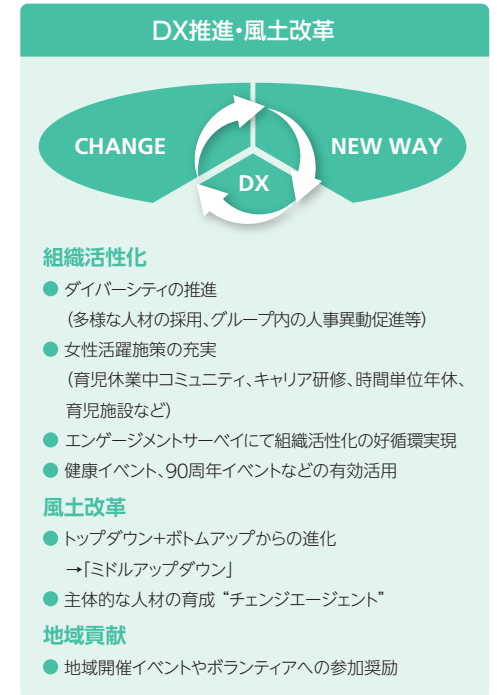 DX推進・風土改革
CHANGE
NEW WAY
DX
組織活性化
● ダイバーシティの推進
(多様な人材の採用、グループ内の人事異動促進等)
● 女性活躍施策の充実
(育児休業中コミュニティ、キャリア研修、時間単位年休、
育児施設など)
● エンゲージメントサーベイにて組織活性化の好循環実現
● 健康イベント、90周年イベントなどの有効活用
風土改革
● トップダウン+ボトムアップからの進化
→「ミドルアップダウン」
● 主体的な人材の育成 “チェンジエージェント”
地域貢献
● 地域開催イベントやボランティアへの参加奨励